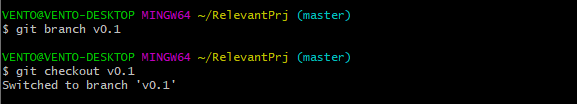 VENTO@VENTO-DESKTOP MINGW64 ~/RelevantPrj (master)
$ git branch v0.1
VENTO@VENTO-DESKTOP MINGW64 ~/RelevantPrj (master)
$ git checkout v0.1
Switched to branch 'v0.1'